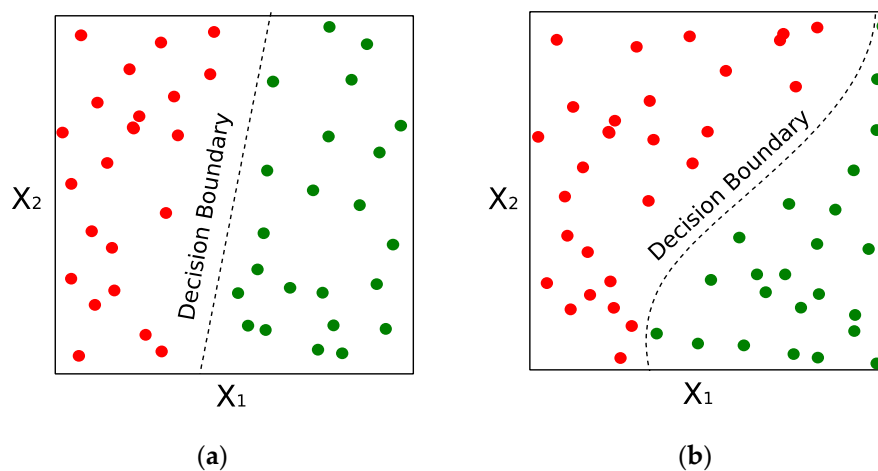 X₂
Decision Boundary
X₁
(a)
X₂
Decision Boundary
X₁
(b)